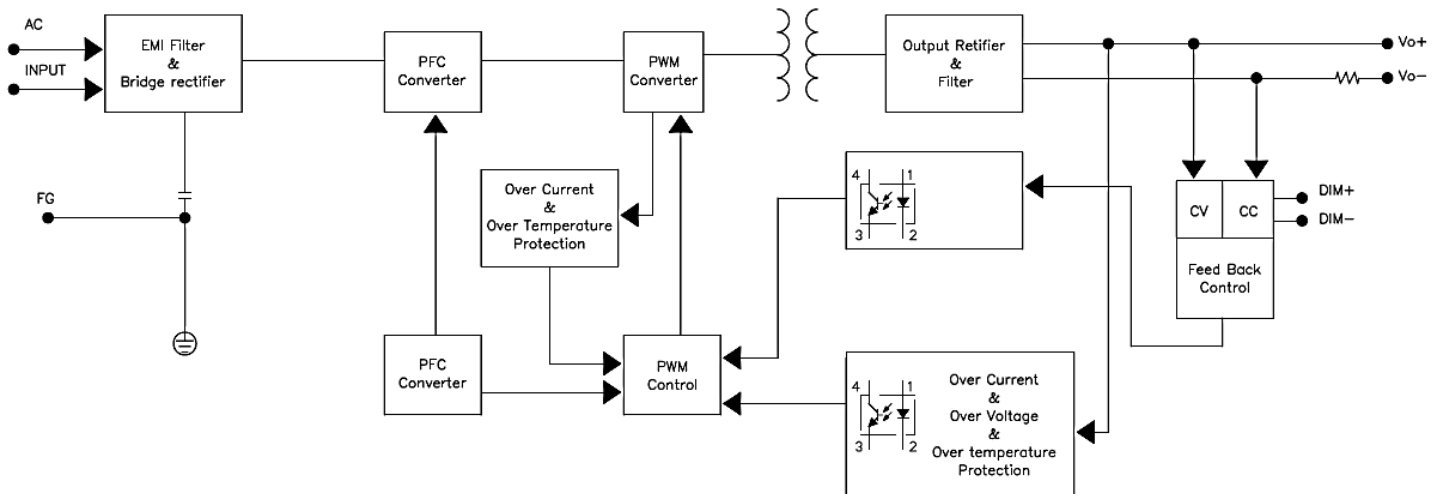 AC
INPUT
FG
EMI Filter
&
Bridge rectifier
PFC
Converter
PWM
Converter
Output Retifier
&
Filter
Vo+
Vo-
Over Current
&
Over Temperature
Protection
4 1
3 2
CV CC
DIM+
DIM-
Feed Back
Control
PFC
Converter
PWM
Control
4 1
3 2
Over Current
&
Over Voltage
&
Over temperature
Protection